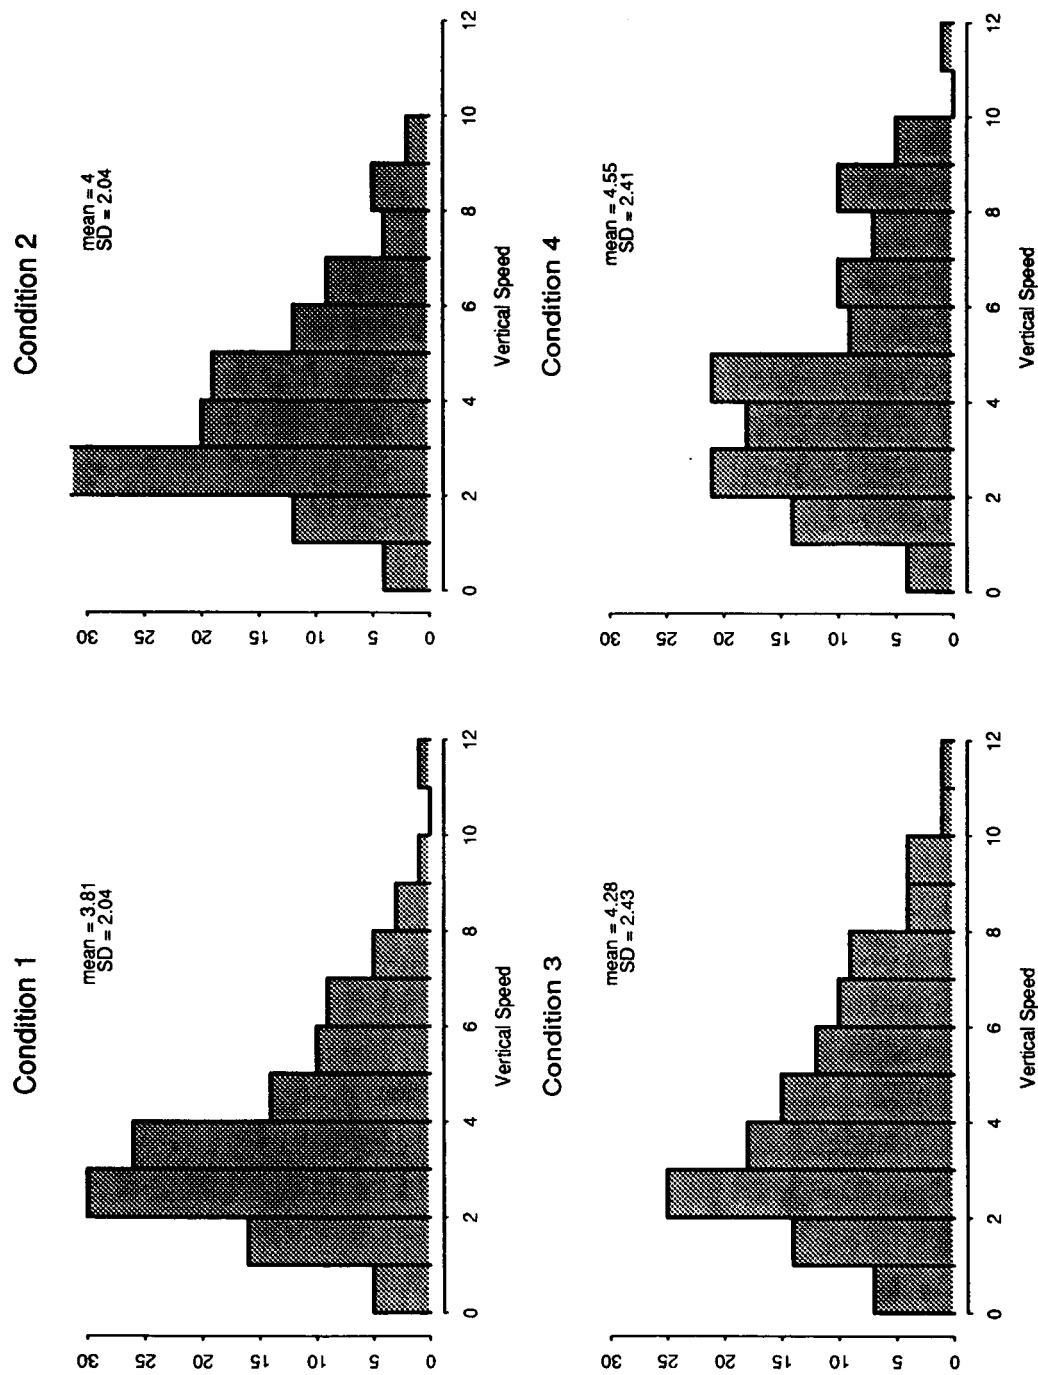 Condition 1
mean = 3.81
SD = 2.04
30
25
20
15
10
5
0
0 2 4 6 8 10 12
Vertical Speed
Condition 2
mean = 4
SD = 2.04
30
25
20
15
10
5
0
0 2 4 6 8 10 12
Vertical Speed
Condition 3
mean = 4.28
SD = 2.43
30
25
20
15
10
5
0
0 2 4 6 8 10 12
Vertical Speed
Condition 4
mean = 4.55
SD = 2.41
30
25
20
15
10
5
0
0 2 4 6 8 10 12
Vertical Speed